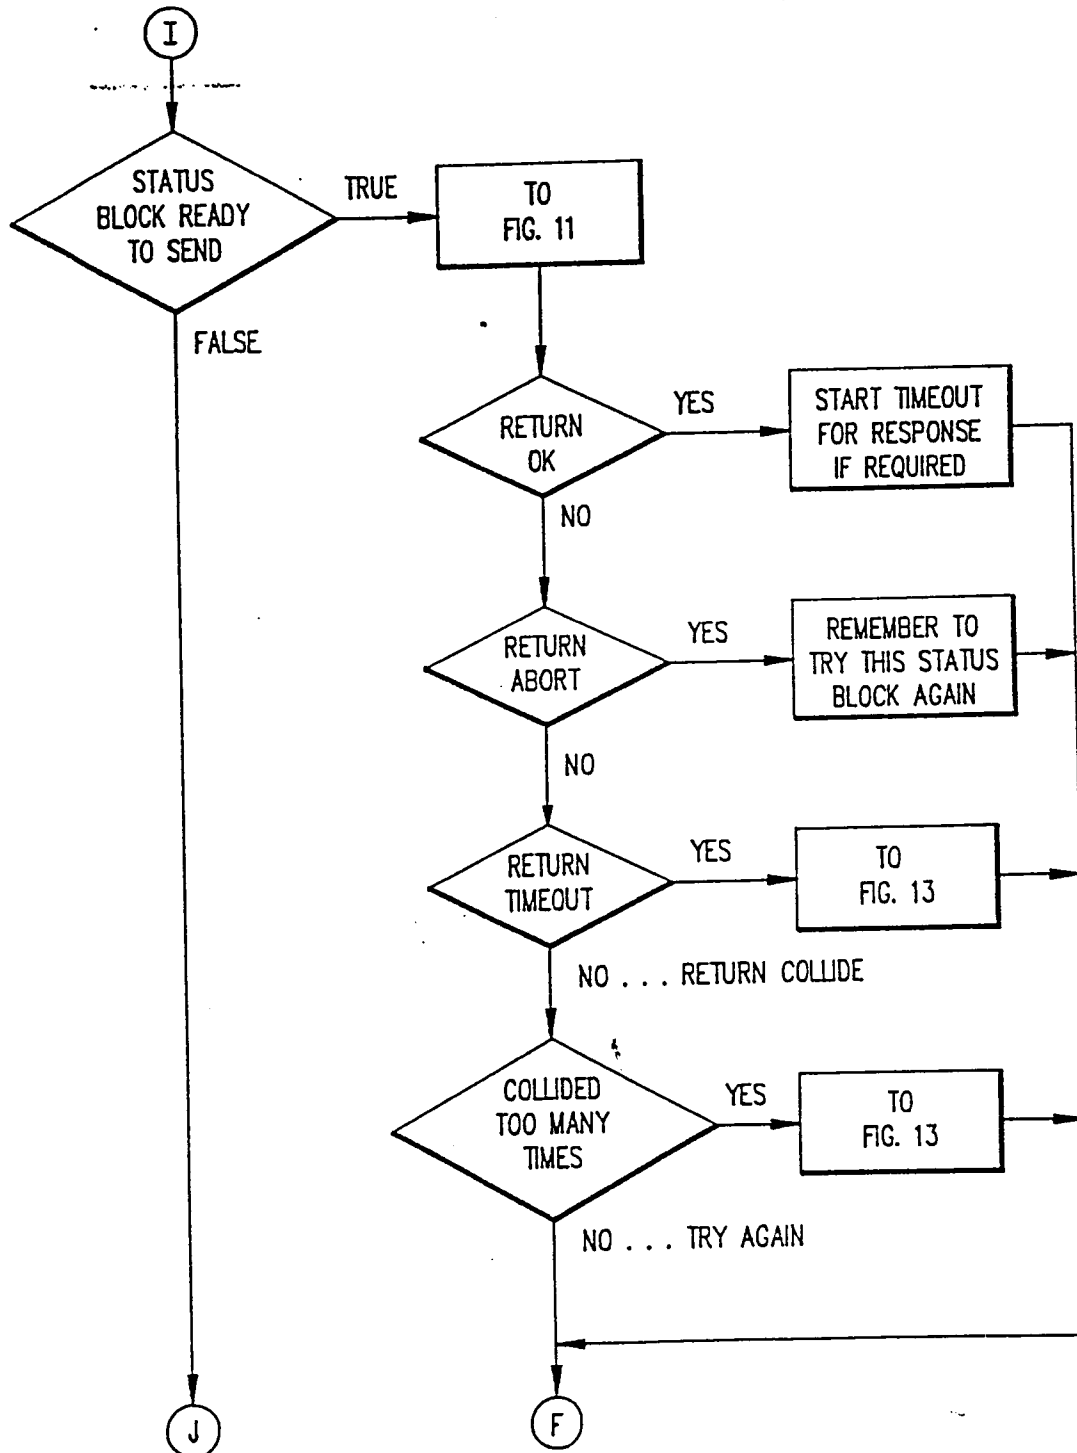 I
STATUS
BLOCK READY
TO SEND
TRUE
TO
FIG. 11
FALSE
RETURN
OK
YES
START TIMEOUT
FOR RESPONSE
IF REQUIRED
NO
RETURN
ABORT
YES
REMEMBER TO
TRY THIS STATUS
BLOCK AGAIN
NO
RETURN
TIMEOUT
YES
TO
FIG. 13
NO . . . RETURN COLLIDE
COLLIDED
TOO MANY
TIMES
YES
TO
FIG. 13
NO . . . TRY AGAIN
J
F